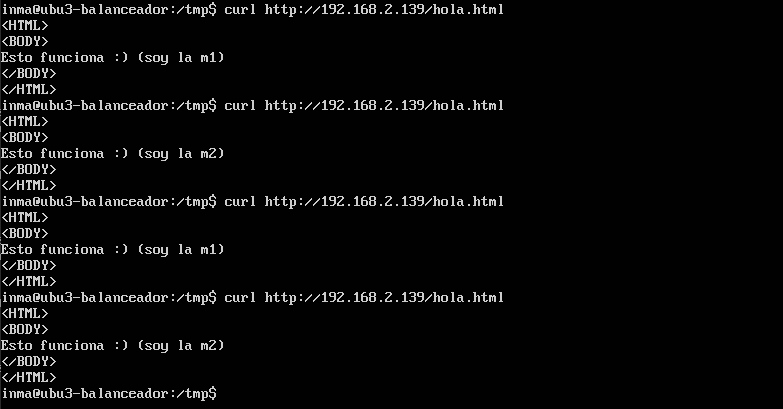 inma@ubu3-balanceador:/tmp$ curl http://192.168.2.139/hola.html
<HTML>
<BODY>
Esto funciona :) (soy la m1)
</BODY>
</HTML>
inma@ubu3-balanceador:/tmp$ curl http://192.168.2.139/hola.html
<HTML>
<BODY>
Esto funciona :) (soy la m2)
</BODY>
</HTML>
inma@ubu3-balanceador:/tmp$ curl http://192.168.2.139/hola.html
<HTML>
<BODY>
Esto funciona :) (soy la m1)
</BODY>
</HTML>
inma@ubu3-balanceador:/tmp$ curl http://192.168.2.139/hola.html
<HTML>
<BODY>
Esto funciona :) (soy la m2)
</BODY>
</HTML>
inma@ubu3-balanceador:/tmp$